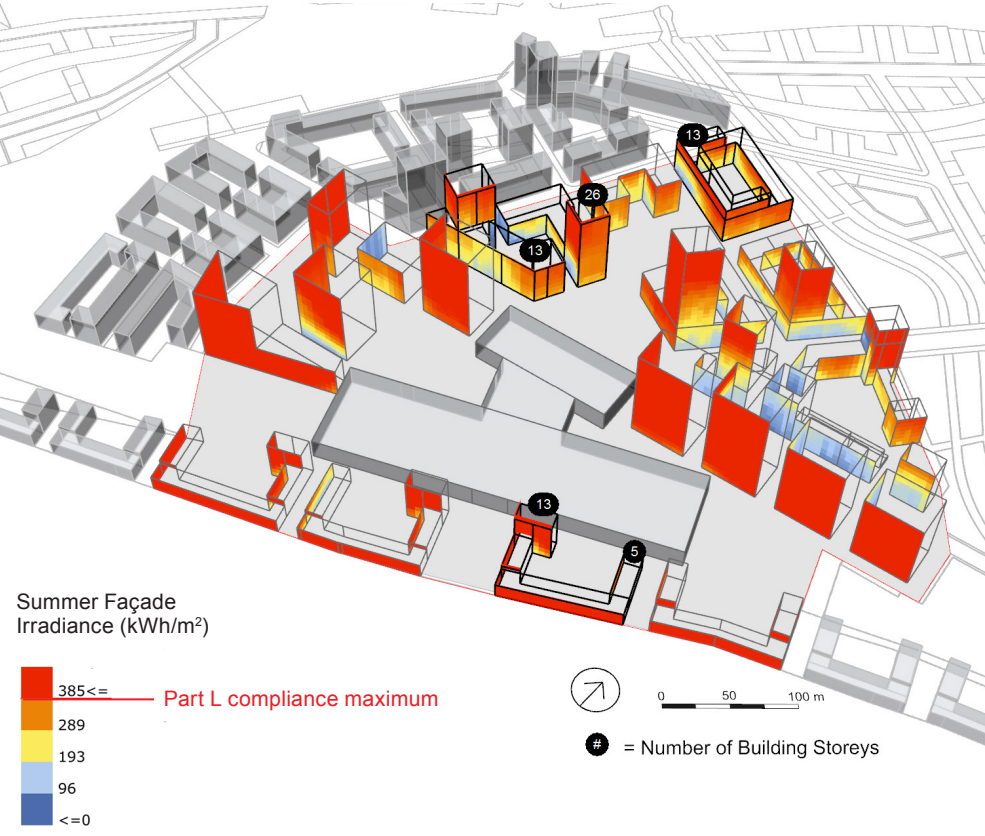 13
26
13
13
5
Summer Façade
Irradiance (kWh/m²)
385<=
Part L compliance maximum
289
193
96
<=0
0 50 100 m
# = Number of Building Storeys